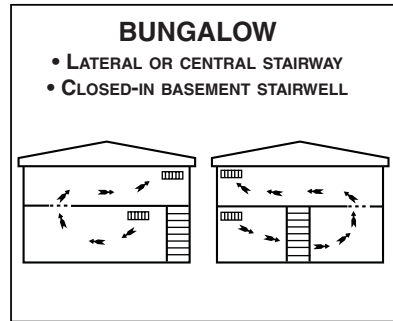 BUNGALOW
• LATERAL OR CENTRAL STAIRWAY
• CLOSED-IN BASEMENT STAIRWELL